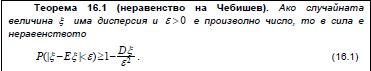 Теорема 16.1 (неравенство на Чебишев). Ако случайната
величина ξ има дисперсия и ε>0 е произволно число, то в сила е
неравенството
P(|ξ−Eξ|<ε)≥1−Dξ/ε². (16.1)